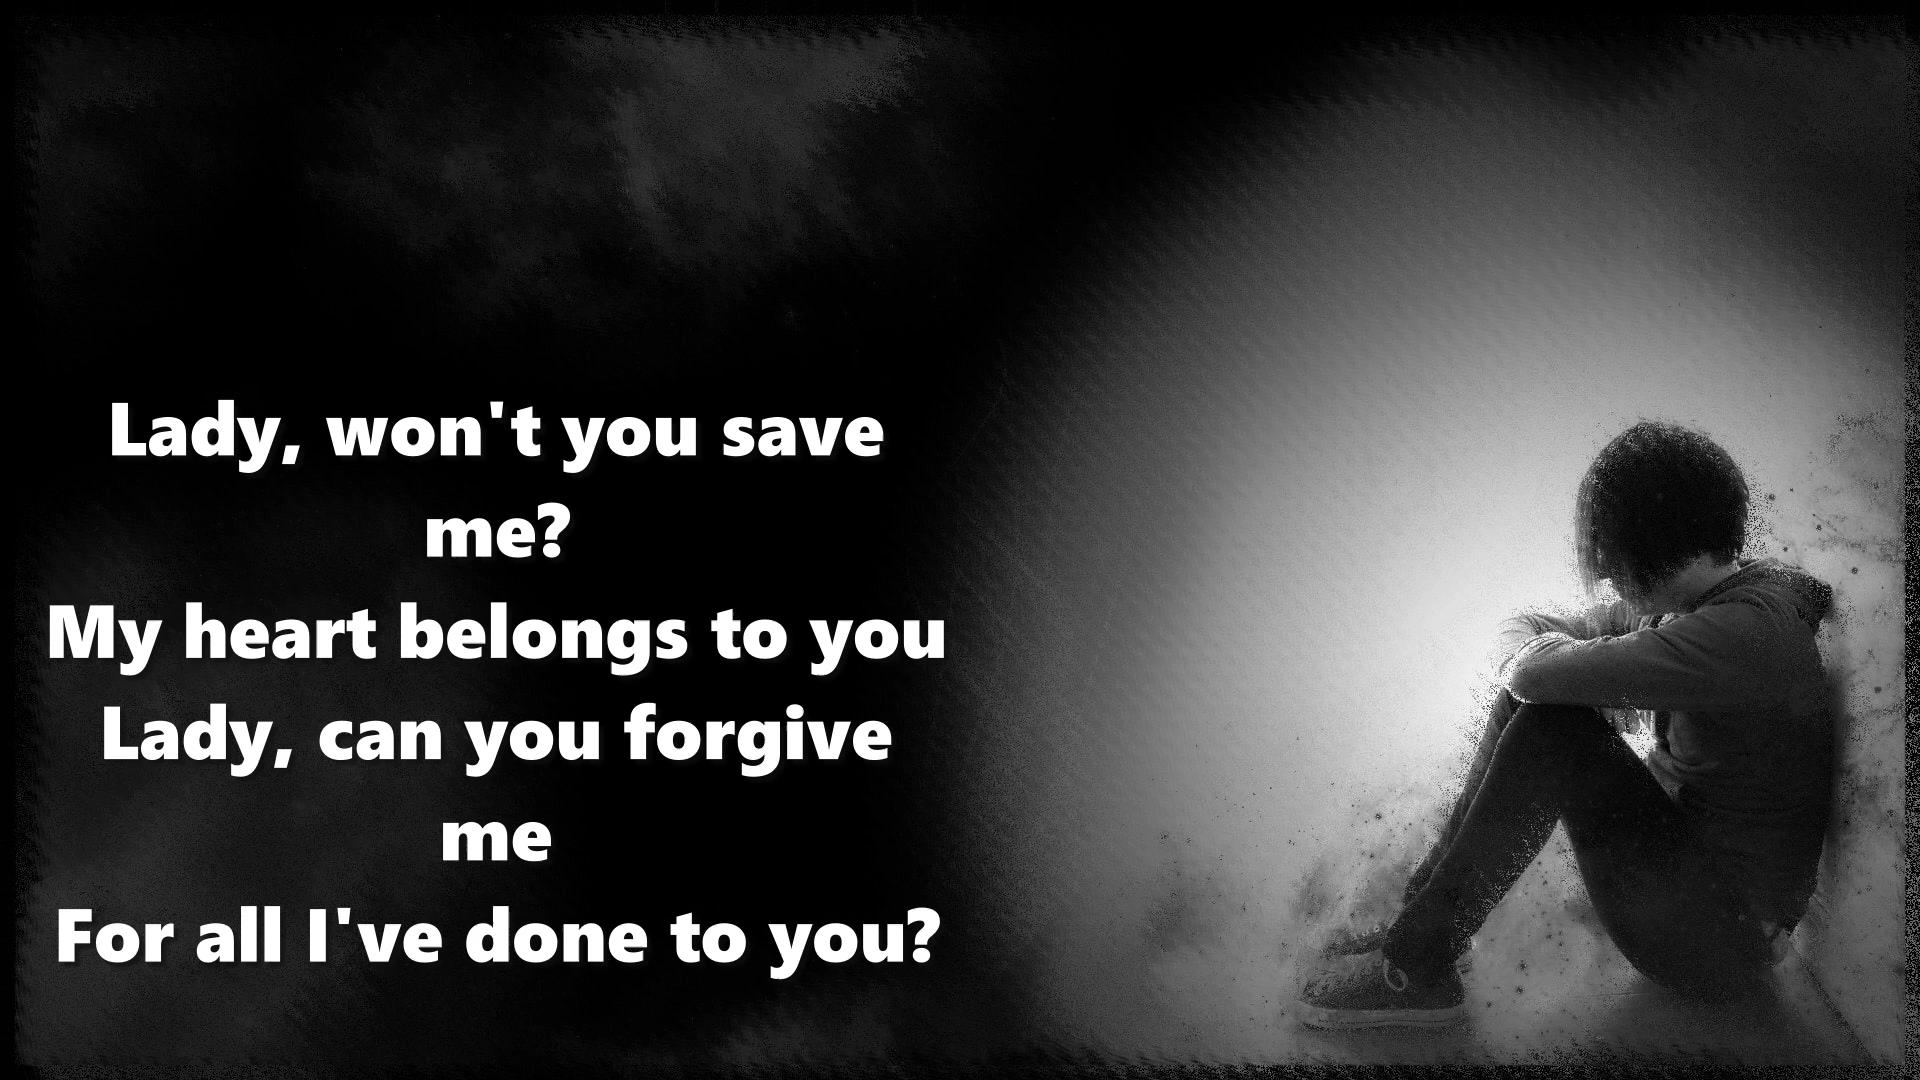 Lady, won't you save
me?
My heart belongs to you
Lady, can you forgive
me
For all I've done to you?